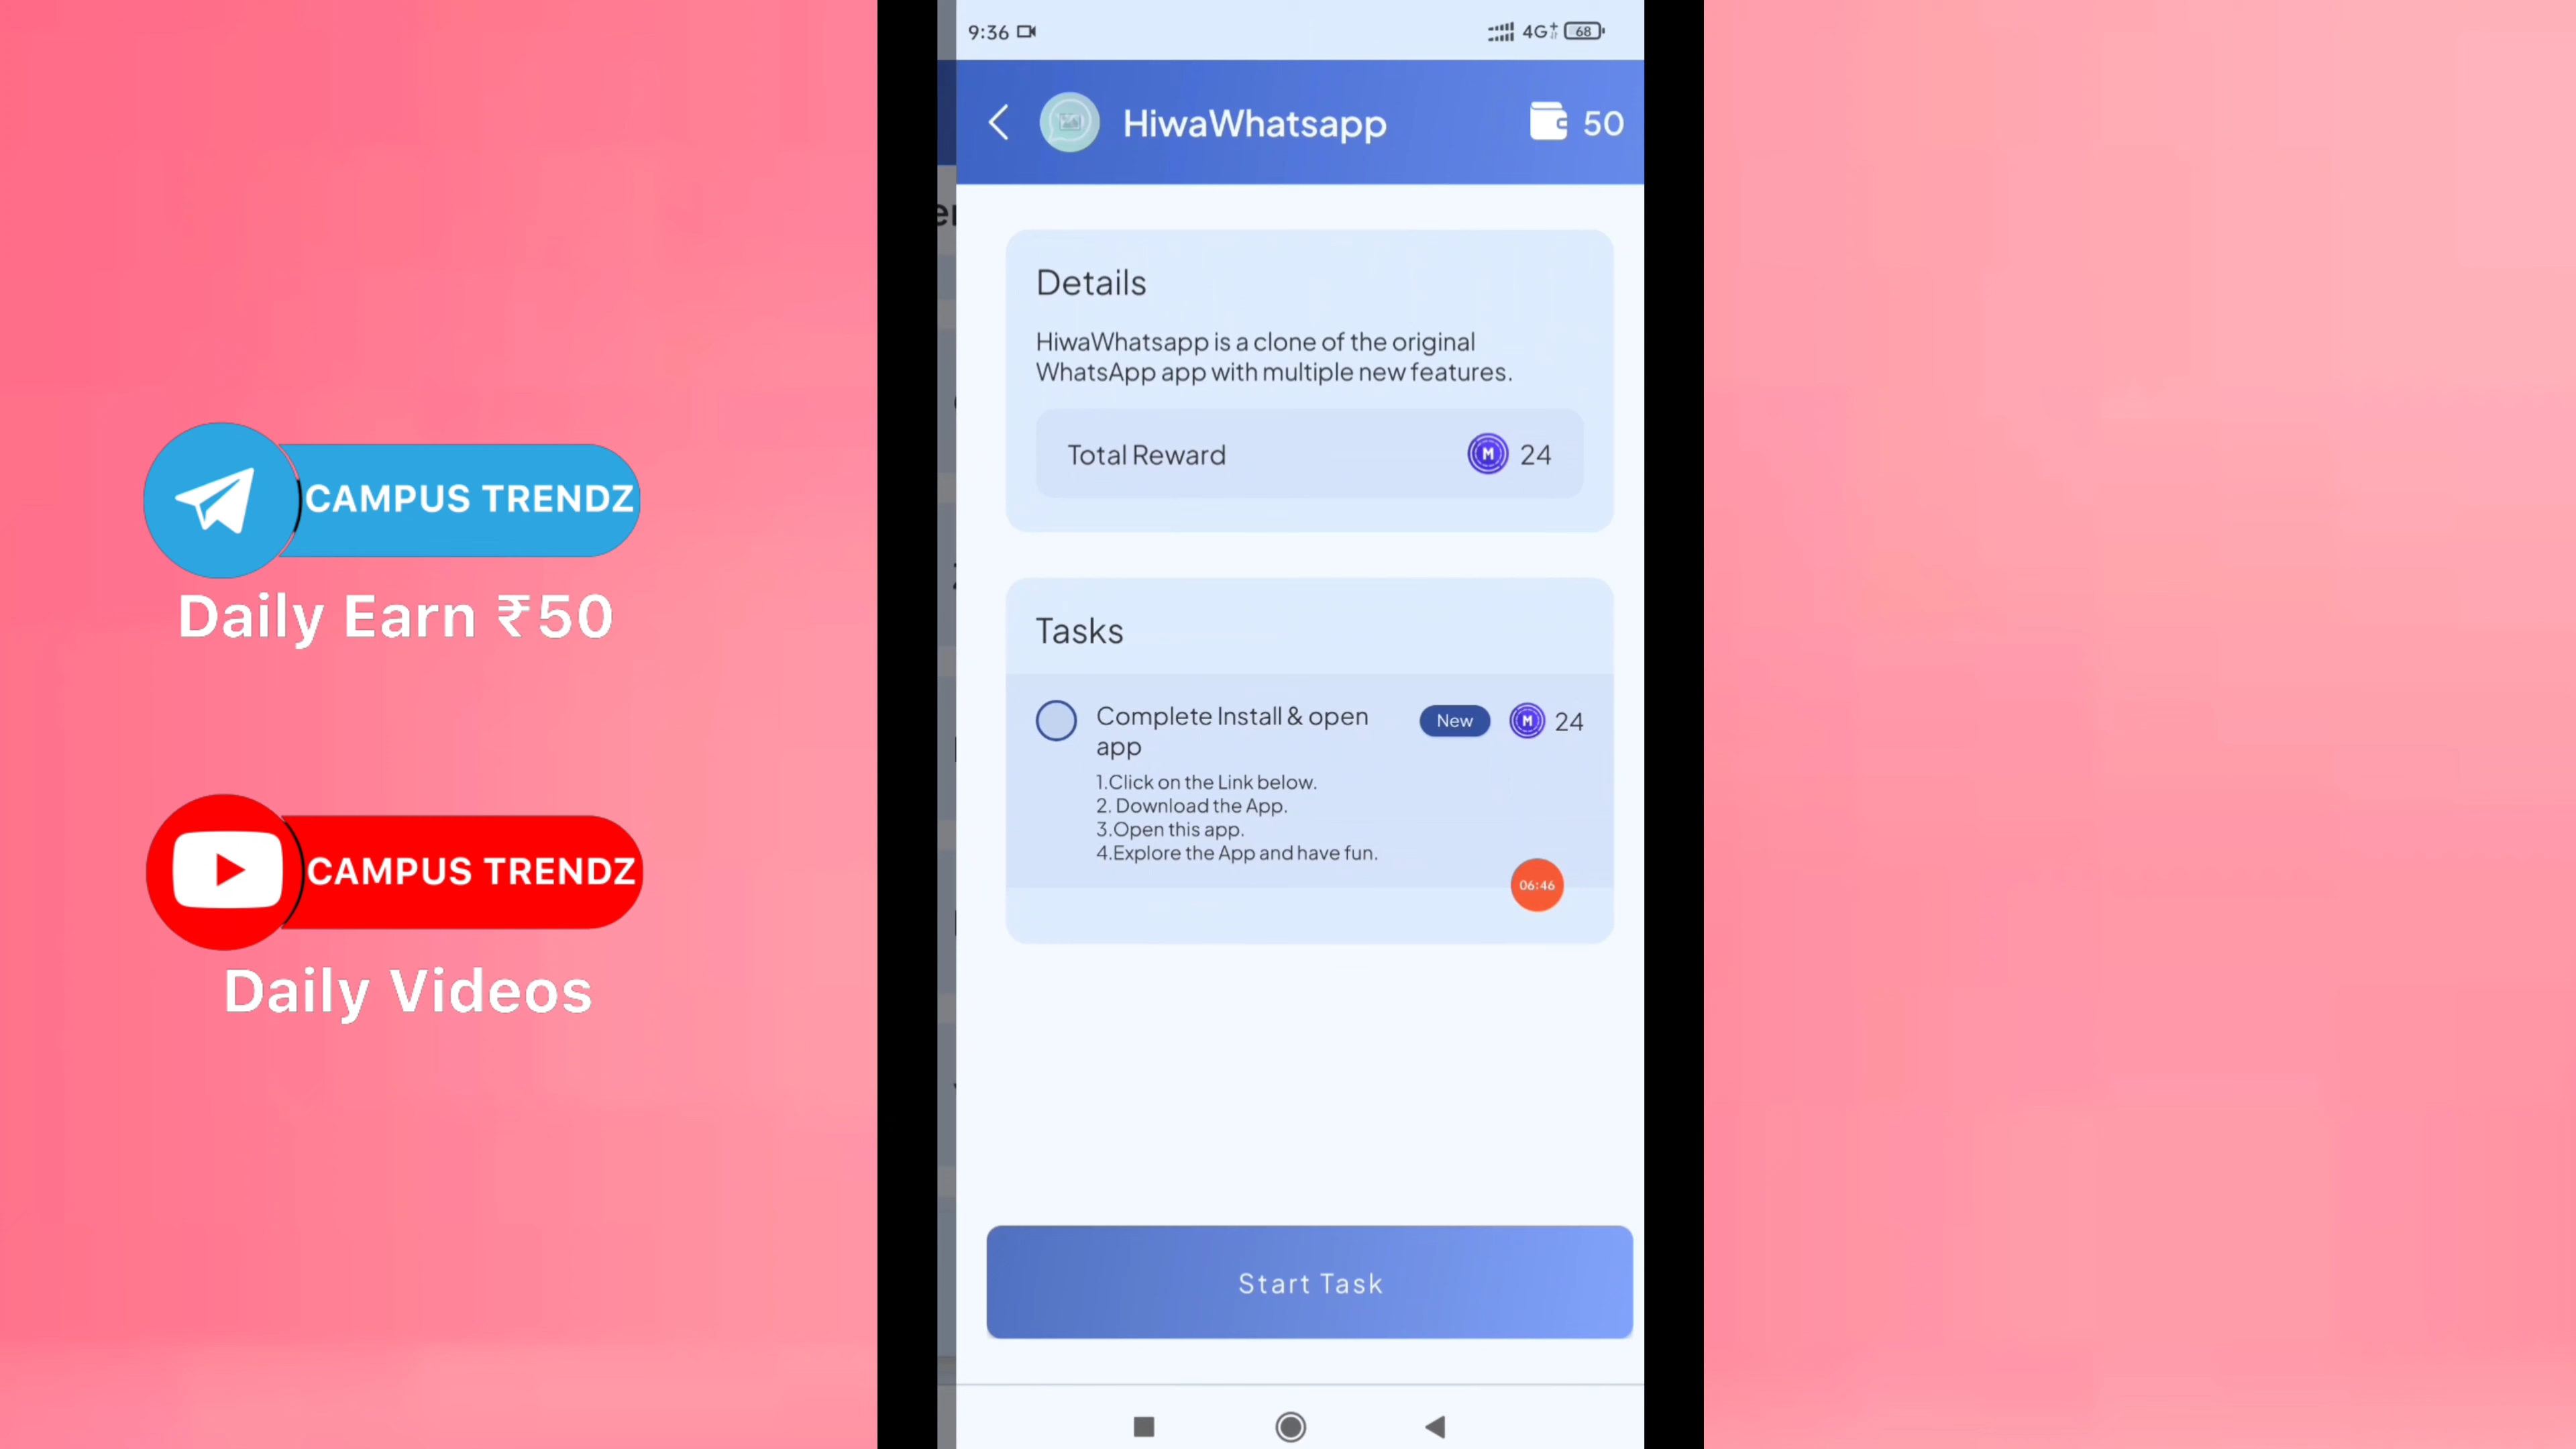 CAMPUS TRENDZ
Daily Earn ₹50
CAMPUS TRENDZ
Daily Videos
9:36
4G+
68
HiwaWhatsapp
50
Details
HiwaWhatsapp is a clone of the original
WhatsApp app with multiple new features.
Total Reward M 24
Tasks
Complete Install & open
app
New M 24
1.Click on the Link below.
2. Download the App.
3.Open this app.
4.Explore the App and have fun.
06:46
Start Task